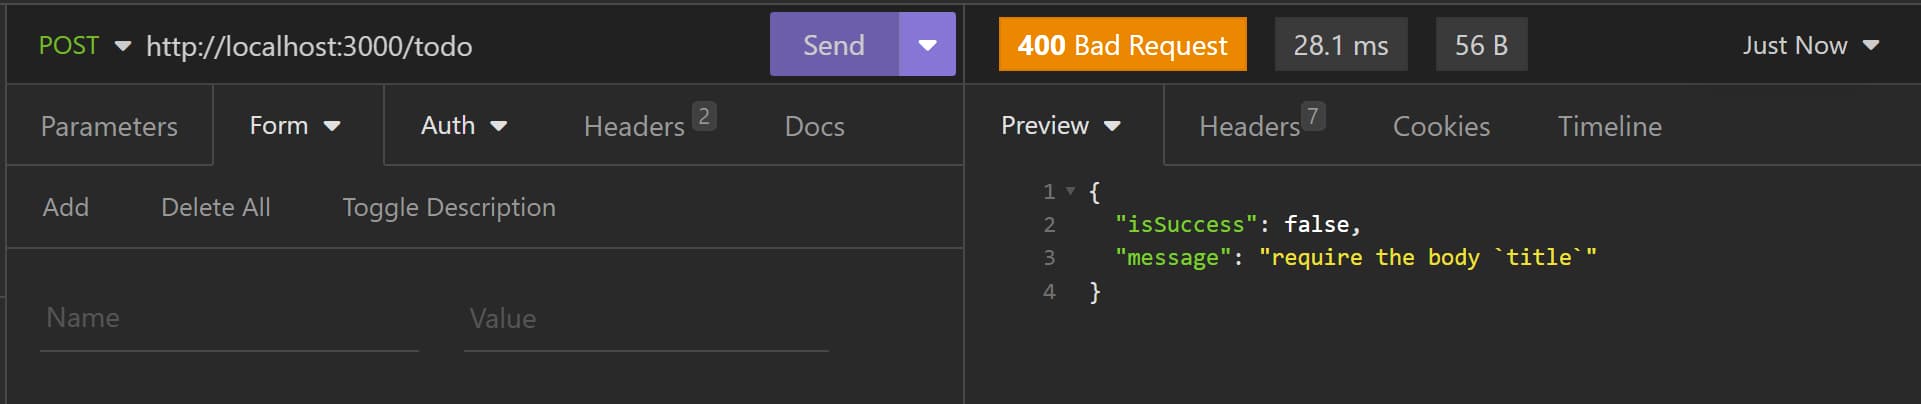 POST http://localhost:3000/todo Send 400 Bad Request 28.1 ms 56 B Just Now
Parameters Form Auth Headers 2 Docs Preview Headers 7 Cookies Timeline
Add Delete All Toggle Description
Name Value
1 {
2 "isSuccess": false,
3 "message": "require the body `title`"
4 }